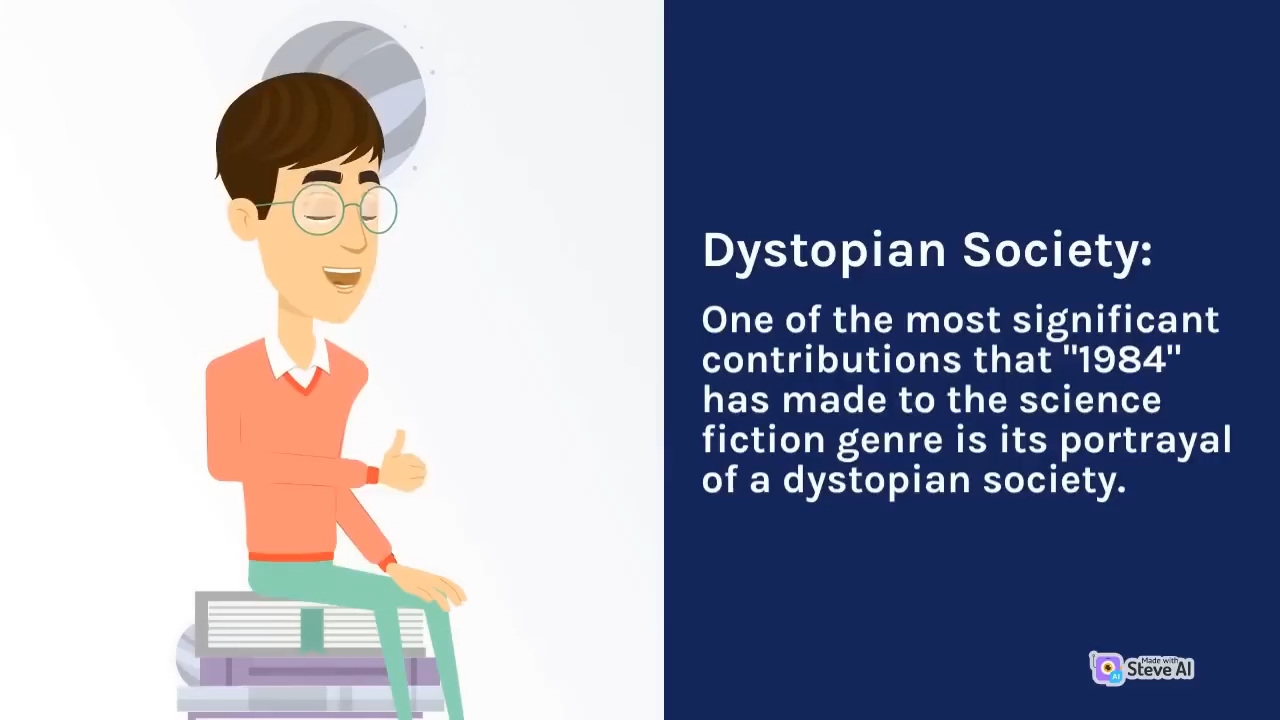 Dystopian Society:
One of the most significant
contributions that "1984"
has made to the science
fiction genre is its portrayal
of a dystopian society.
Made with
Steve AI
AI